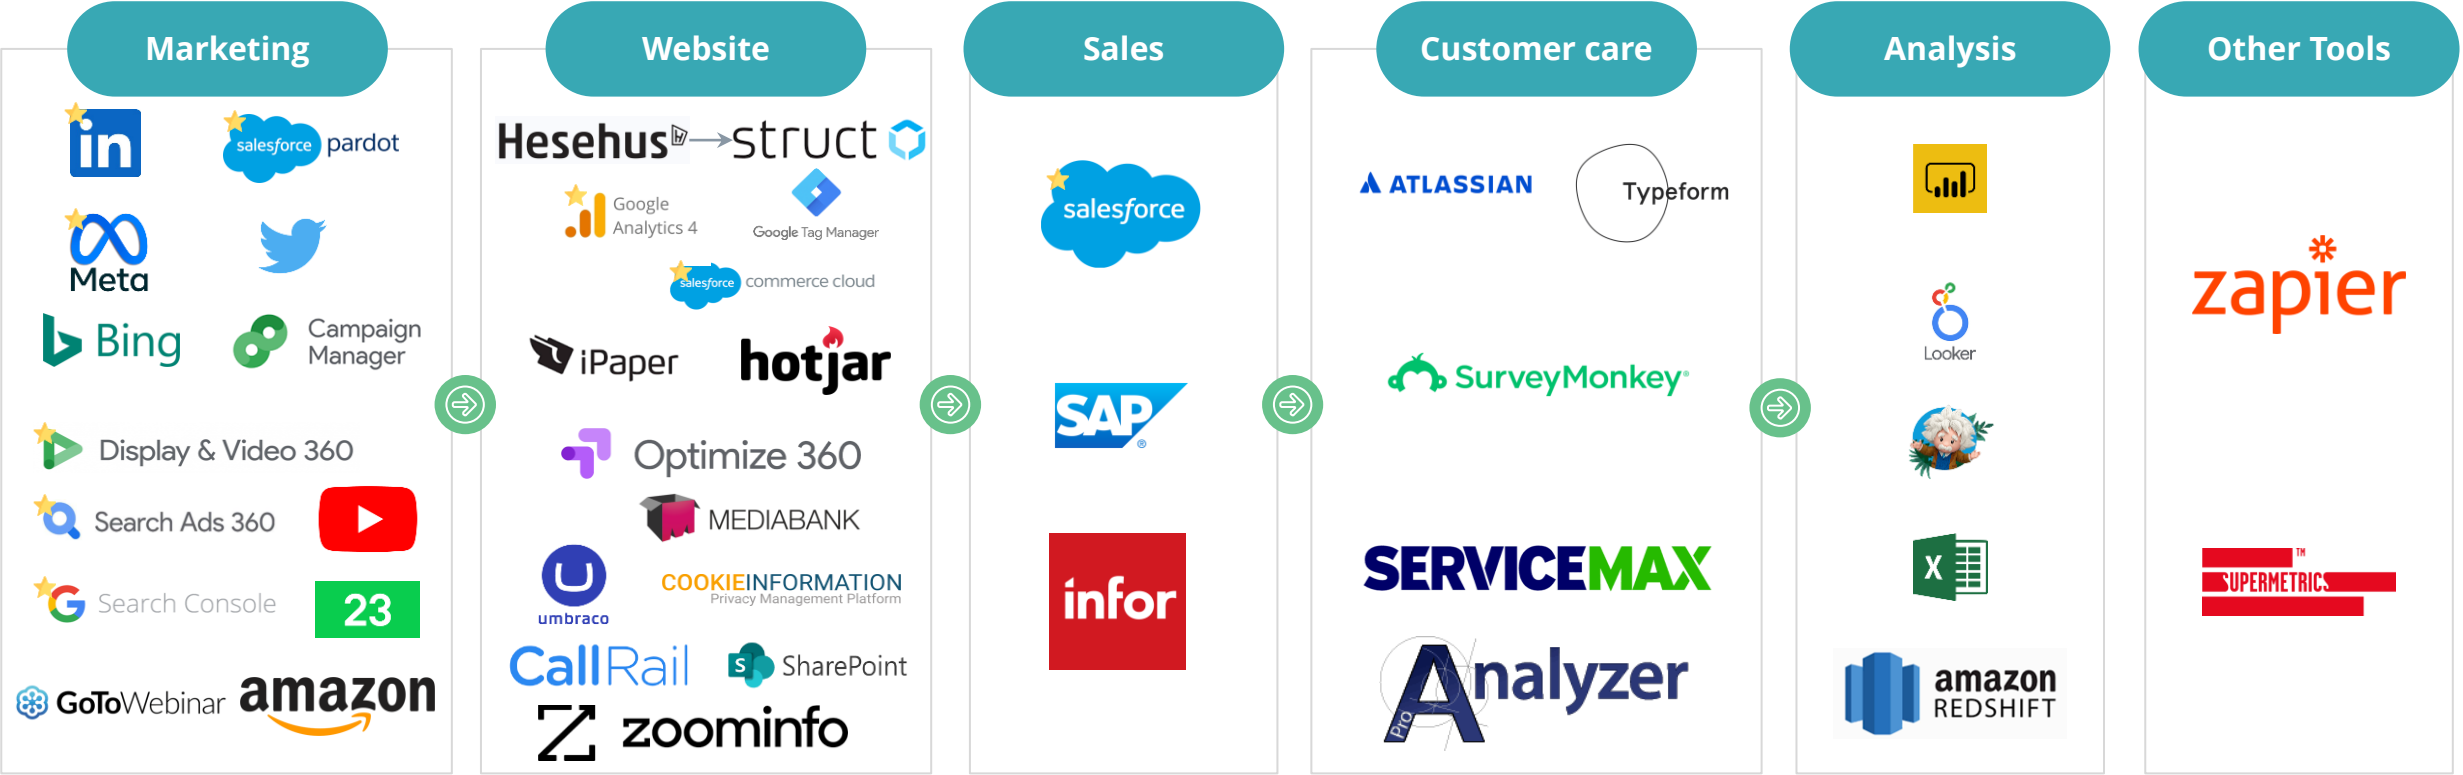 Marketing
in
salesforce pardot
Meta
Bing
Campaign
Manager
Display & Video 360
Search Ads 360
Search Console
23
GoToWebinar
amazon
Website
Hesehus
struct
Google
Analytics 4
Google Tag Manager
salesforce commerce cloud
iPaper
hotjar
Optimize 360
MEDIABANK
umbraco
COOKIEINFORMATION
Privacy Management Platform
CallRail
S SharePoint
zoominfo
Sales
salesforce
SAP®
infor
Customer care
ATLASSIAN
Typeform
SurveyMonkey®
SERVICEMAX
Analyzer
Pro
Analysis
Looker
X
amazon
REDSHIFT
Other Tools
zapier
SUPERMETRICS™